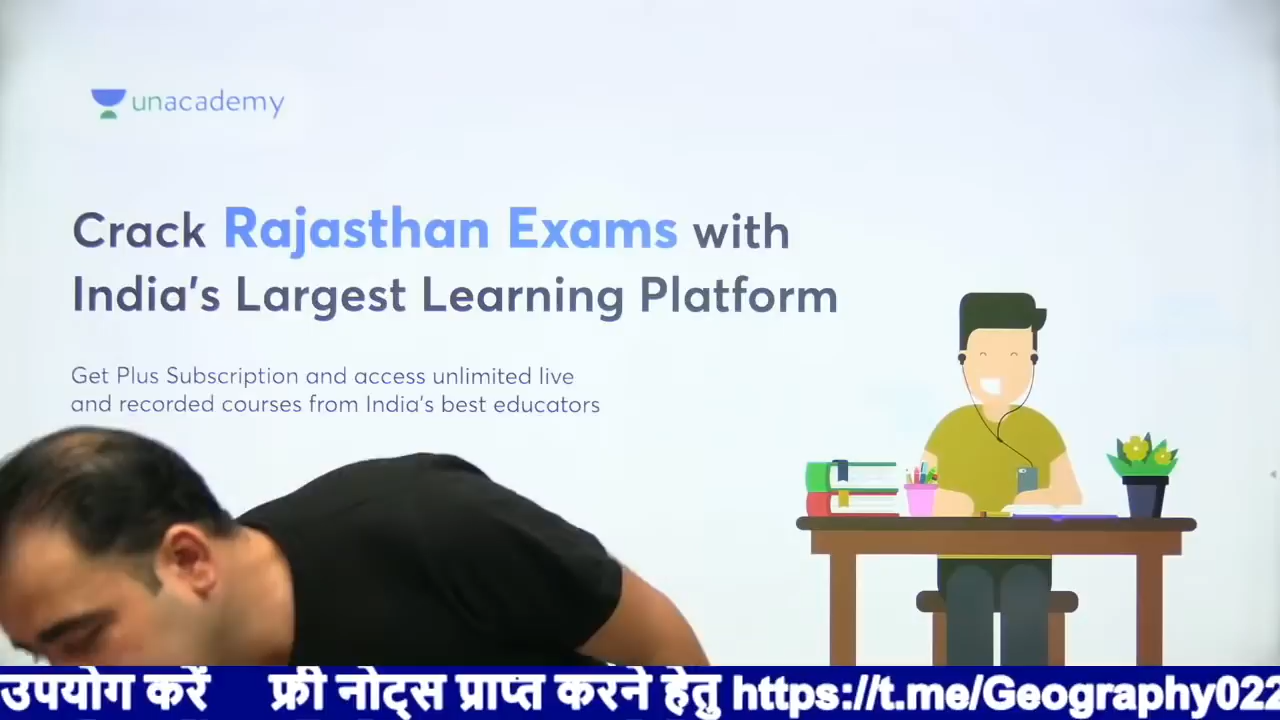 unacademy
Crack Rajasthan Exams with
India's Largest Learning Platform
Get Plus Subscription and access unlimited live
and recorded courses from India's best educators
उपयोग करें फ्री नोट्स प्राप्त करने हेतु https://t.me/Geography022